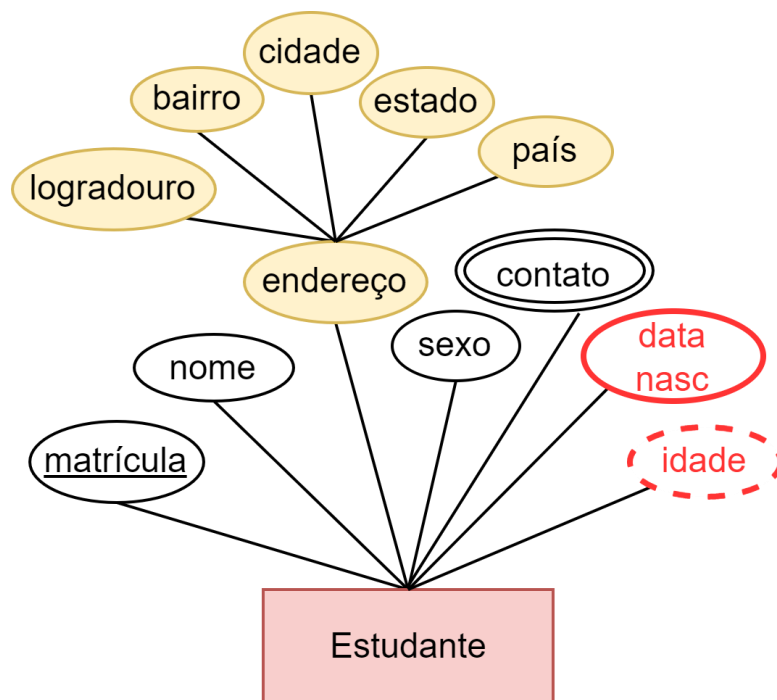 cidade
bairro
estado
país
logradouro
endereço
contato
data
nasc
sexo
nome
matrícula
idade
Estudante